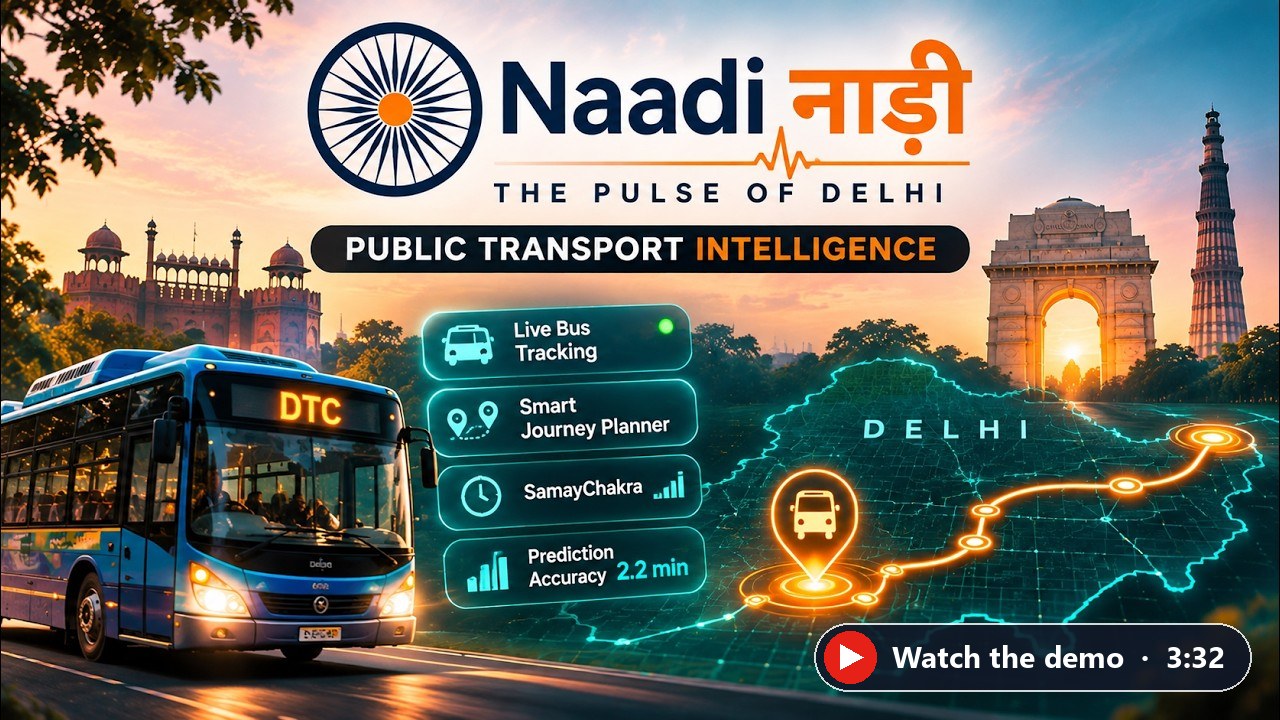 Naadi नाड़ी
THE PULSE OF DELHI
PUBLIC TRANSPORT INTELLIGENCE
Live Bus
Tracking
Smart
Journey Planner
SamayChakra
Prediction
Accuracy 2.2 min
DTC
DELHI
Watch the demo · 3:32